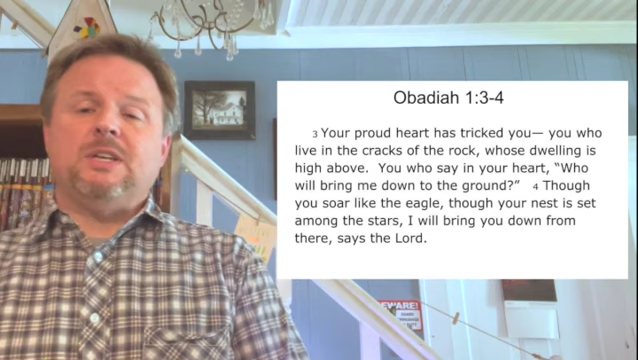 Obadiah 1:3-4
3 Your proud heart has tricked you— you who
live in the cracks of the rock, whose dwelling is
high above.  You who say in your heart, “Who
will bring me down to the ground?”   4 Though
you soar like the eagle, though your nest is set
among the stars, I will bring you down from
there, says the Lord.
BEWARE!